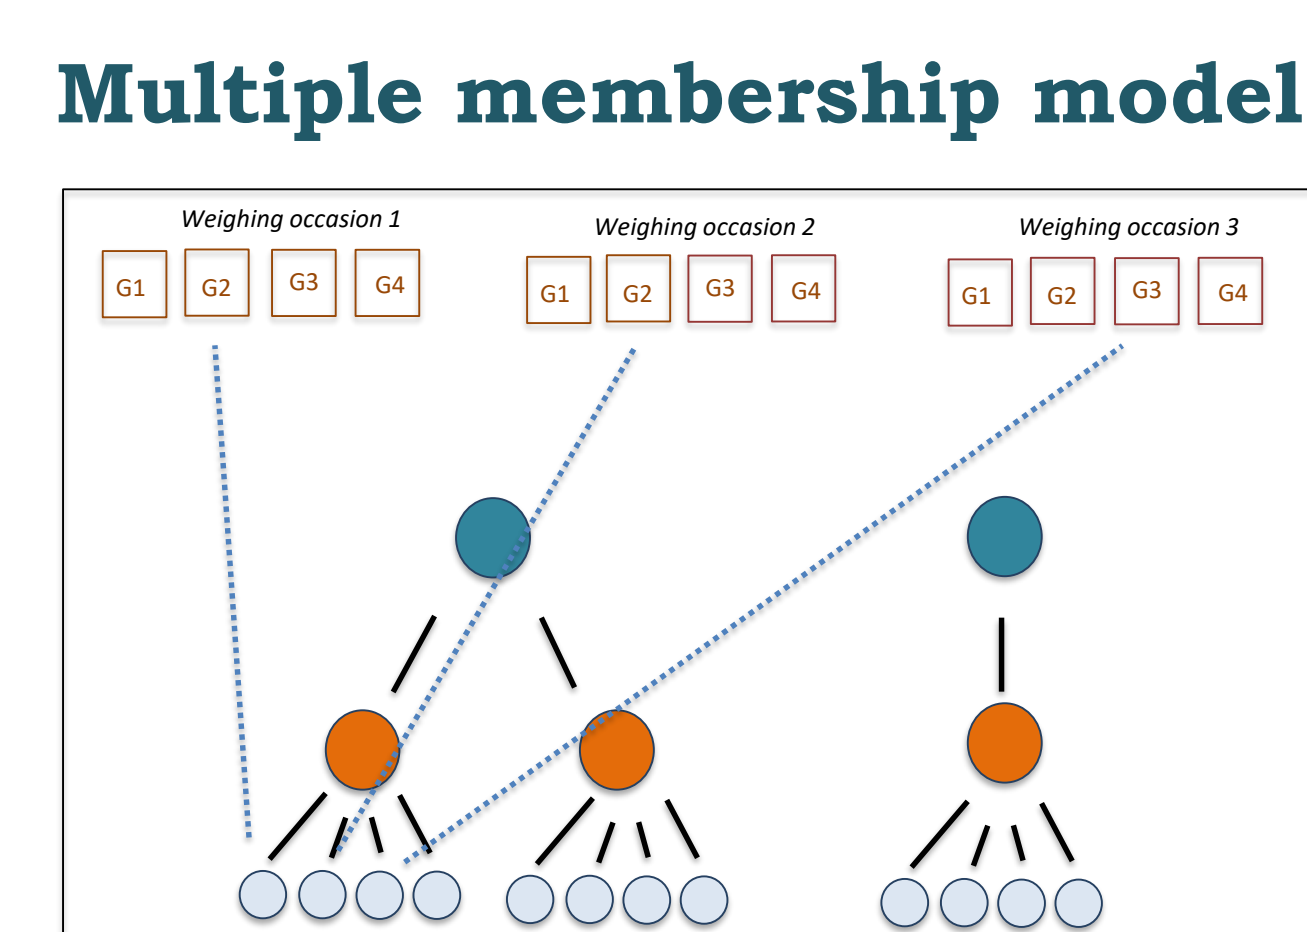 Multiple membership model
Weighing occasion 1
Weighing occasion 2
Weighing occasion 3
G1 G2 G3 G4
G1 G2 G3 G4
G1 G2 G3 G4